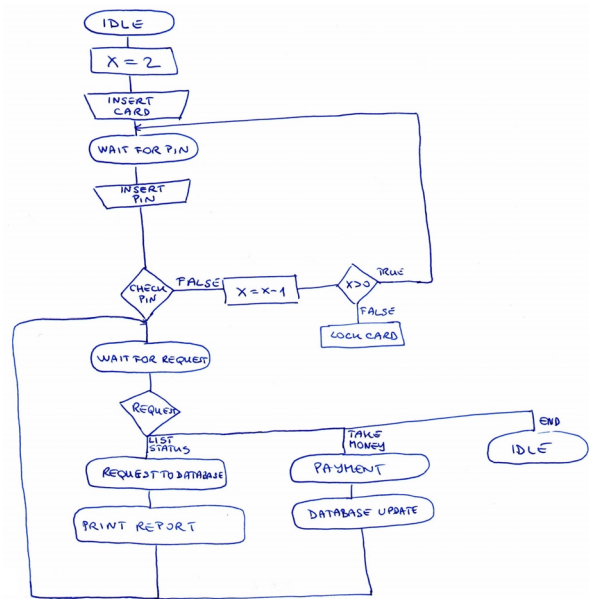 IDLE
X = 2
INSERT
CARD
WAIT FOR PIN
INSERT
PIN
CHECK
PIN
FALSE
X = X-1
X>0
TRUE
FALSE
LOCK CARD
WAIT FOR REQUEST
REQUEST
LIST
STATUS
TAKE
MONEY
END
IDLE
REQUEST TO DATABASE
PAYMENT
PRINT REPORT
DATABASE UPDATE